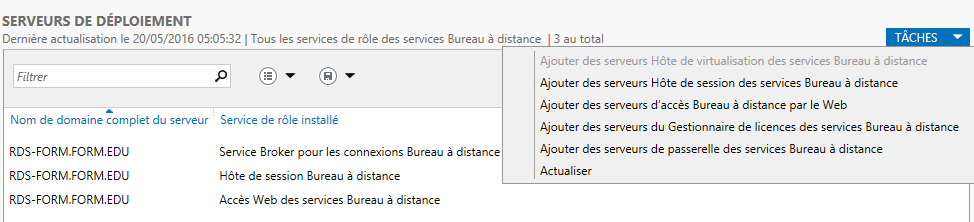 SERVEURS DE DÉPLOIEMENT
Dernière actualisation le 20/05/2016 05:05:32 | Tous les services de rôle des services Bureau à distance | 3 au total
TÂCHES
Ajouter des serveurs Hôte de virtualisation des services Bureau à distance
Ajouter des serveurs Hôte de session des services Bureau à distance
Ajouter des serveurs d'accès Bureau à distance par le Web
Ajouter des serveurs du Gestionnaire de licences des services Bureau à distance
Ajouter des serveurs de passerelle des services Bureau à distance
Actualiser
Filtrer
Nom de domaine complet du serveur Service de rôle installé
RDS-FORM.FORM.EDU Service Broker pour les connexions Bureau à distance
RDS-FORM.FORM.EDU Hôte de session Bureau à distance
RDS-FORM.FORM.EDU Accès Web des services Bureau à distance